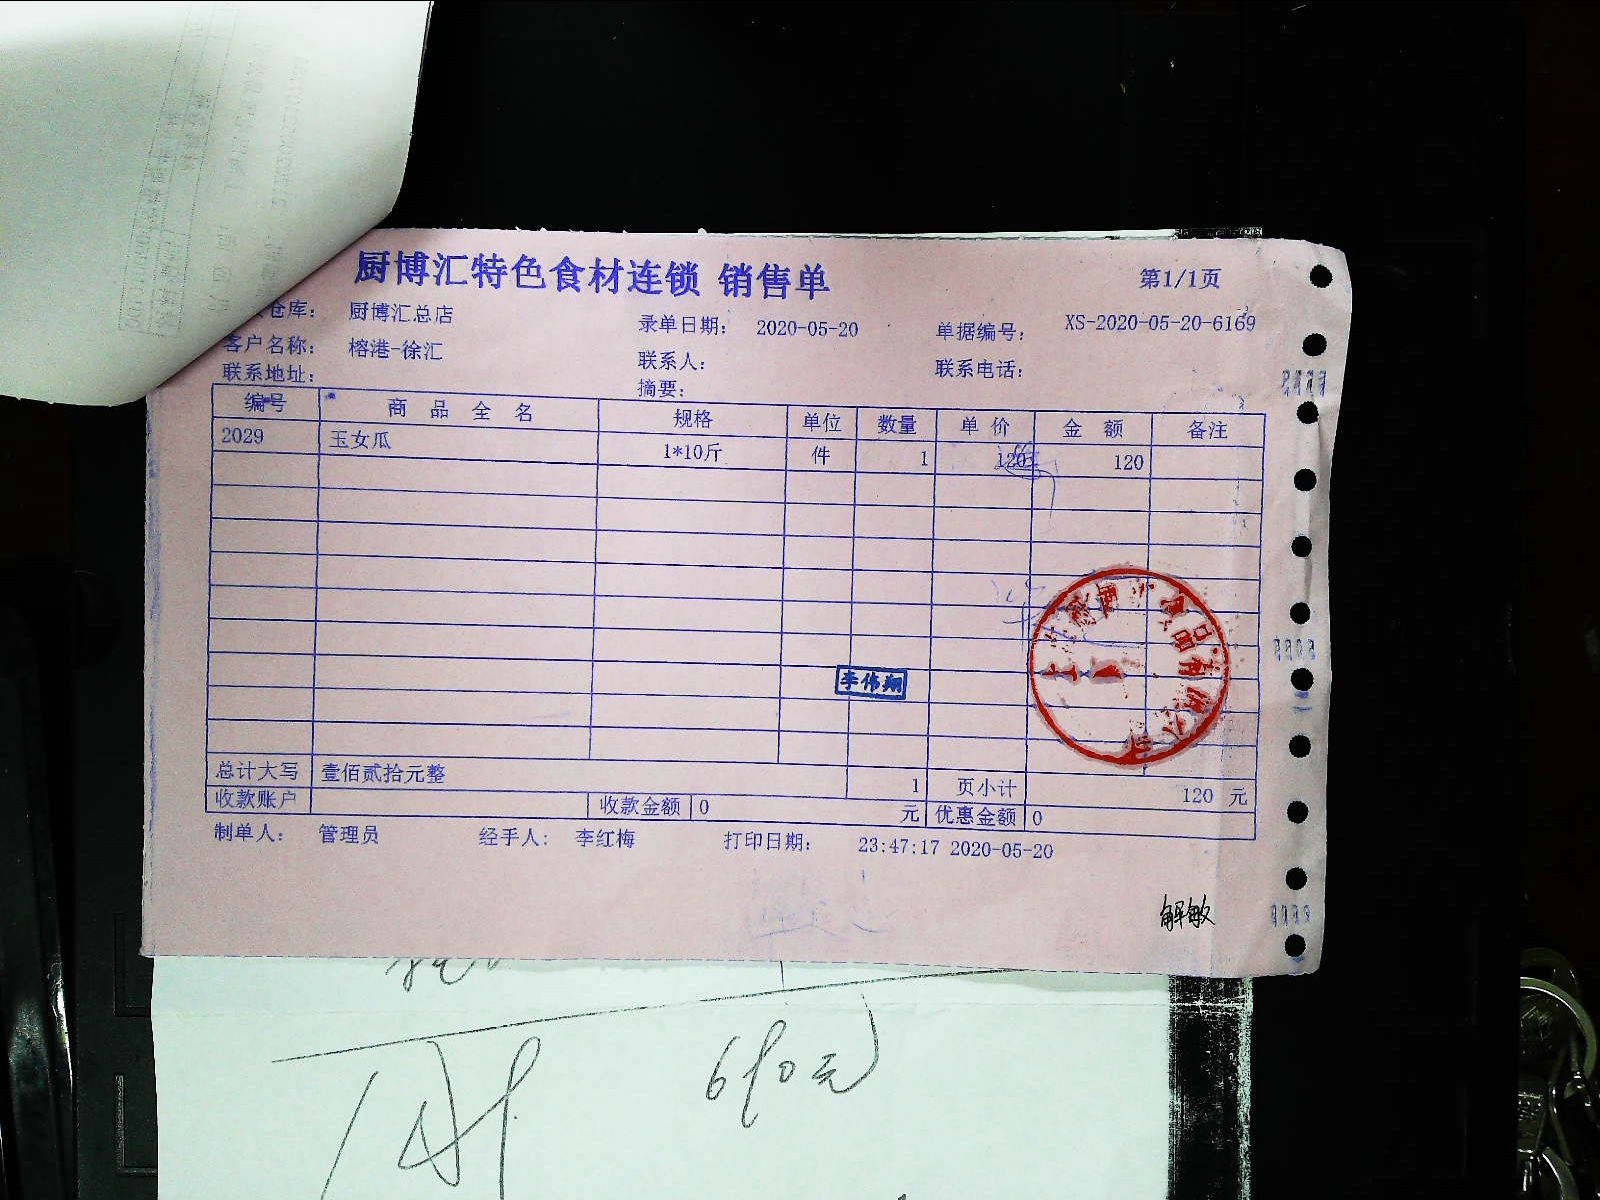 厨博汇特色食材连锁 销售单
第1/1页
仓库： 厨博汇总店 录单日期： 2020-05-20 单据编号： XS-2020-05-20-6169
客户名称： 榕港-徐汇 联系人： 联系电话：
联系地址： 摘要：
编号 商品全名 规格 单位 数量 单价 金额 备注
2029 玉女瓜 1*10斤 件 1 120 120
李伟翔
总计大写 壹佰贰拾元整 1 页小计 120 元
收款账户 收款金额 0 元 优惠金额 0
制单人： 管理员 经手人： 李红梅 打印日期： 23:47:17 2020-05-20
解敏